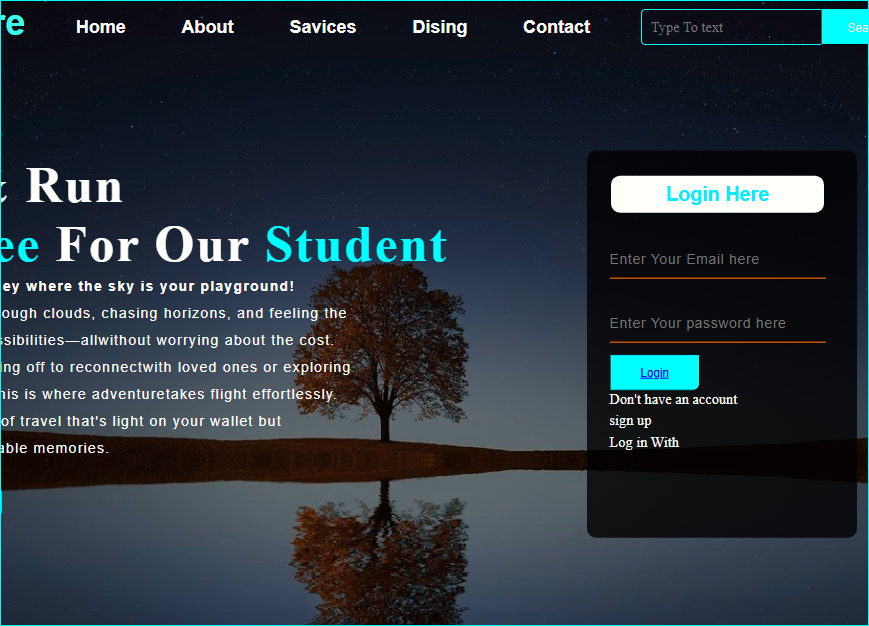 re
Home About Savices Dising Contact
Type To text
Sea
Run
ee For Our Student
ey where the sky is your playground!
ough clouds, chasing horizons, and feeling the
ssibilities—allwithout worrying about the cost.
ing off to reconnectwith loved ones or exploring
his is where adventuretakes flight effortlessly.
of travel that's light on your wallet but
able memories.
Login Here
Enter Your Email here
Enter Your password here
Login
Don't have an account
sign up
Log in With